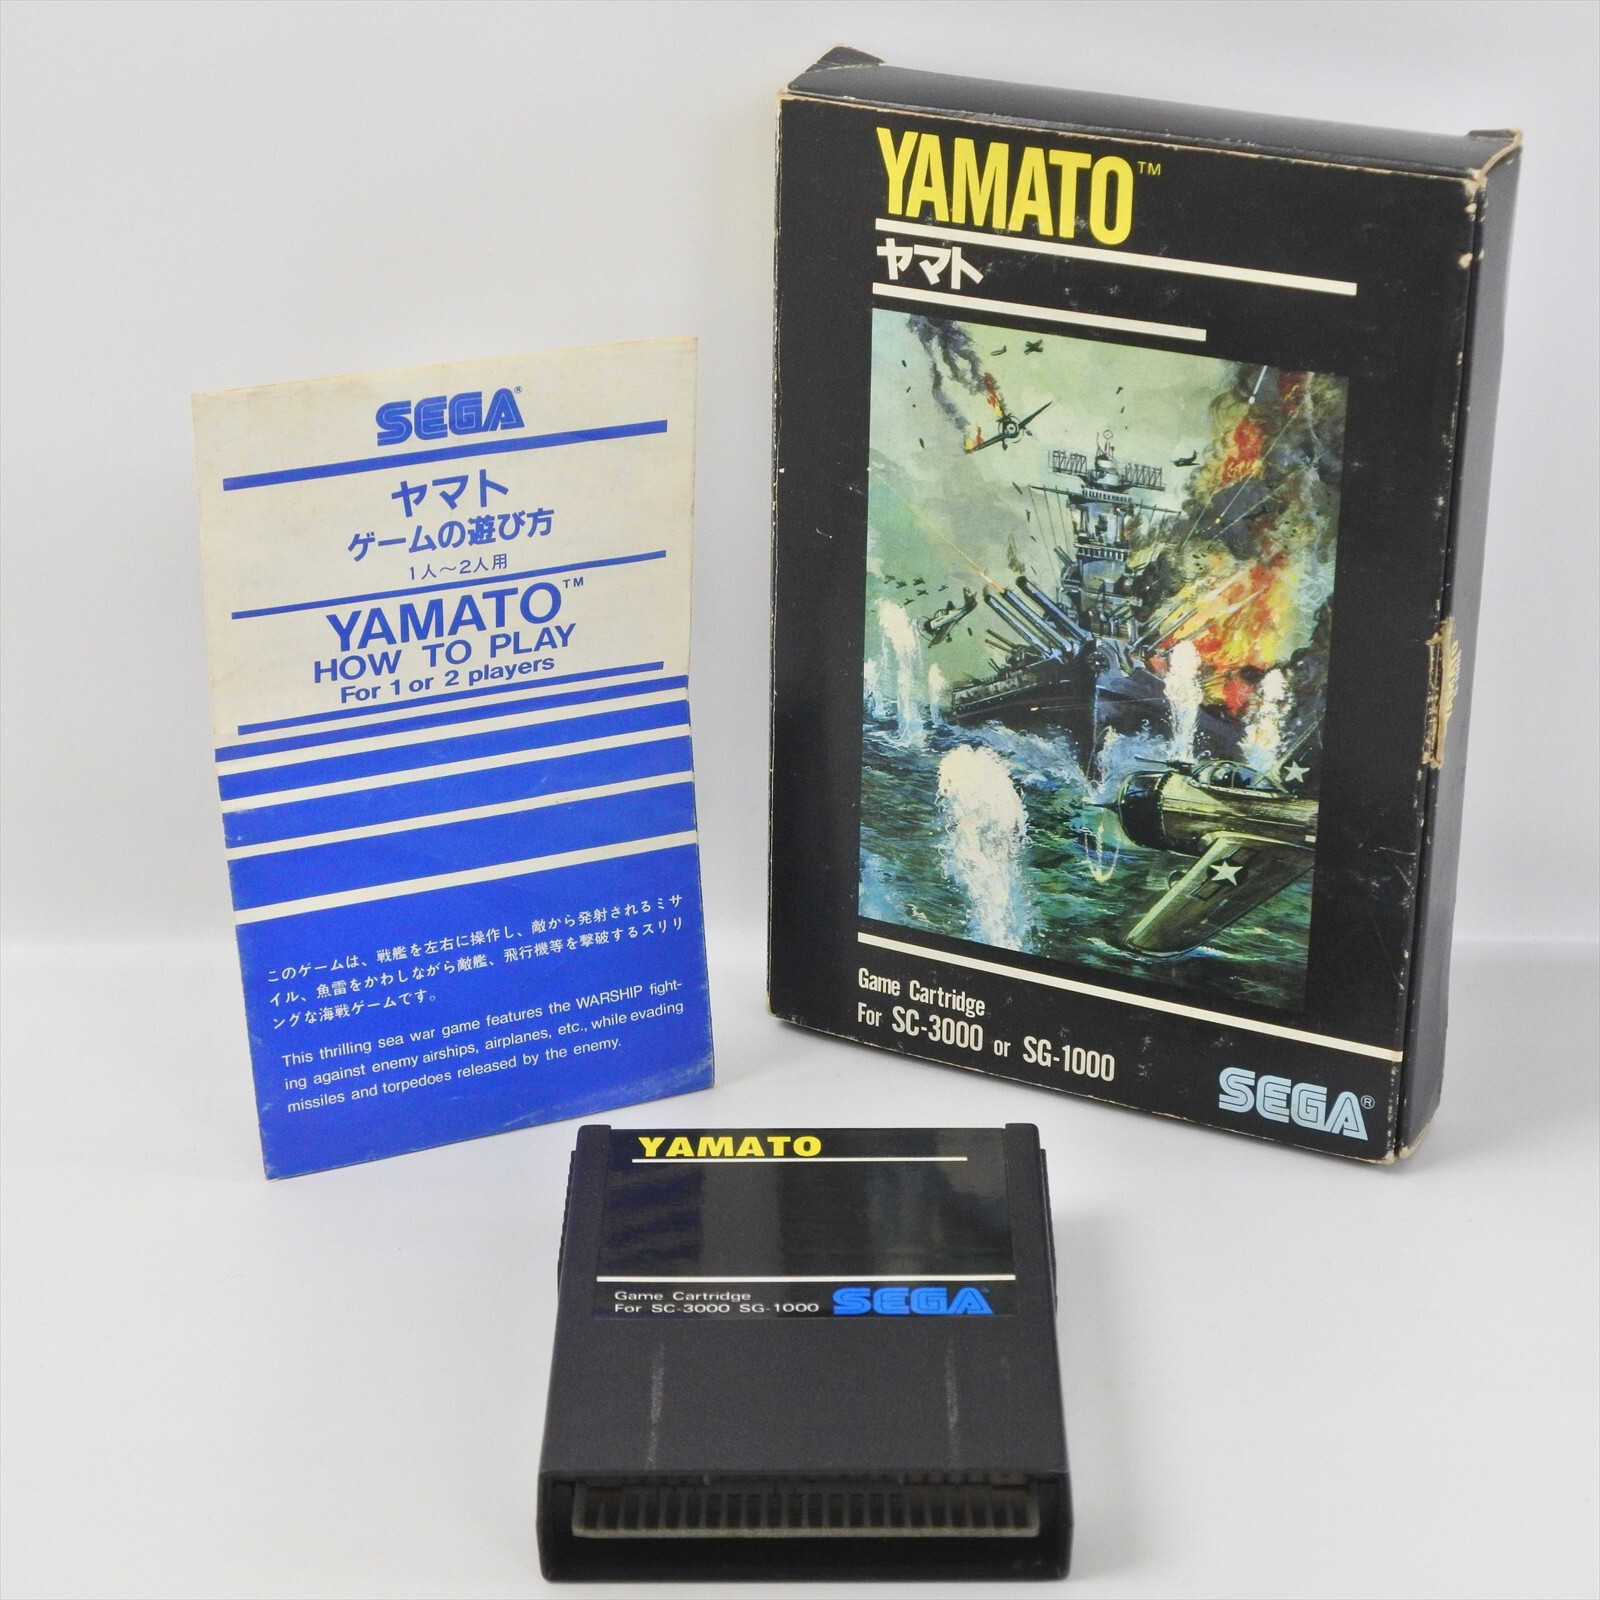 YAMATO™
ヤマト
Game Cartridge
For SC-3000 or SG-1000
SEGA®
SEGA®
ヤマト
ゲームの遊び方
1人〜2人用
YAMATO™
HOW TO PLAY
For 1 or 2 players
このゲームは、戦艦を左右に操作し、敵から発射されるミサ
イル、魚雷をかわしながら敵艦、飛行機等を撃破するスリリ
ングな海戦ゲームです。
This thrilling sea war game features the WARSHIP fight-
ing against enemy airships, airplanes, etc., while evading
missiles and torpedoes released by the enemy.
YAMATO
Game Cartridge
For SC-3000 SG-1000
SEGA